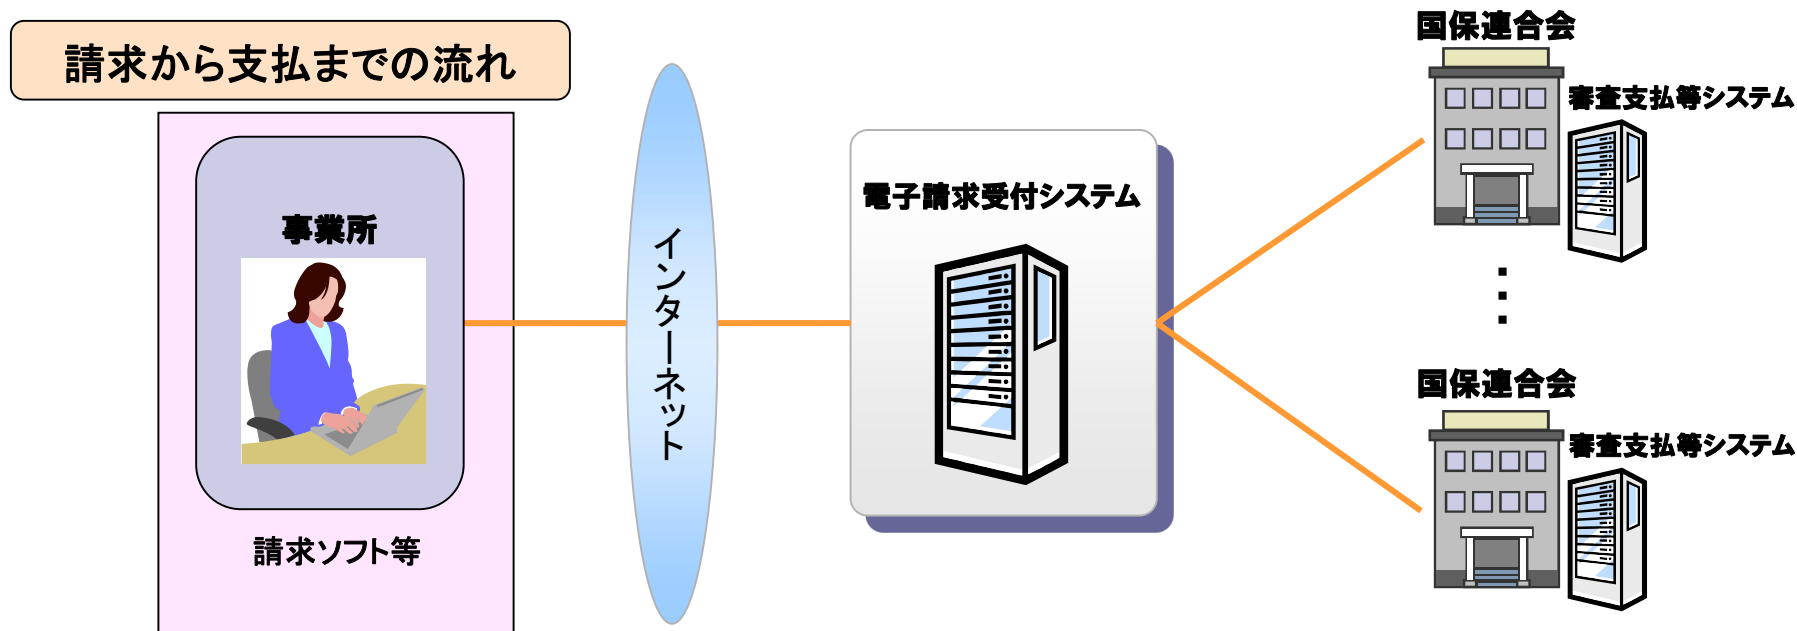 請求から支払までの流れ
事業所
請求ソフト等
インターネット
電子請求受付システム
国保連合会
審査支払等システム
国保連合会
審査支払等システム